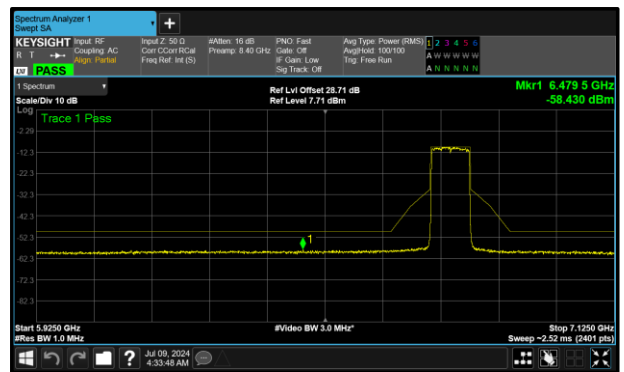 Spectrum Analyzer 1
Swept SA
+
KEYSIGHT Input: RF Input Z: 50 Ω #Atten: 16 dB PNO: Fast Avg Type: Power (RMS) 1 2 3 4 5 6
R T Coupling: AC Corr CCorr RCal Preamp: 8.40 GHz Gate: Off Avg|Hold: 100/100 A W W W W W
Align: Partial Freq Ref: Int (S) IF Gain: Low Trig: Free Run
LXI PASS Sig Track: Off A N N N N N
1 Spectrum Ref Lvl Offset 28.71 dB Mkr1 6.479 5 GHz
Scale/Div 10 dB Ref Level 7.71 dBm -58.430 dBm
Log
Trace 1 Pass
-2.29
-12.3
-22.3
-32.3
-42.3
-52.3
1
-62.3
-72.3
-82.3
Start 5.9250 GHz #Video BW 3.0 MHz* Stop 7.1250 GHz
#Res BW 1.0 MHz Sweep ~2.52 ms (2401 pts)
? Jul 09, 2024
4:33:48 AM